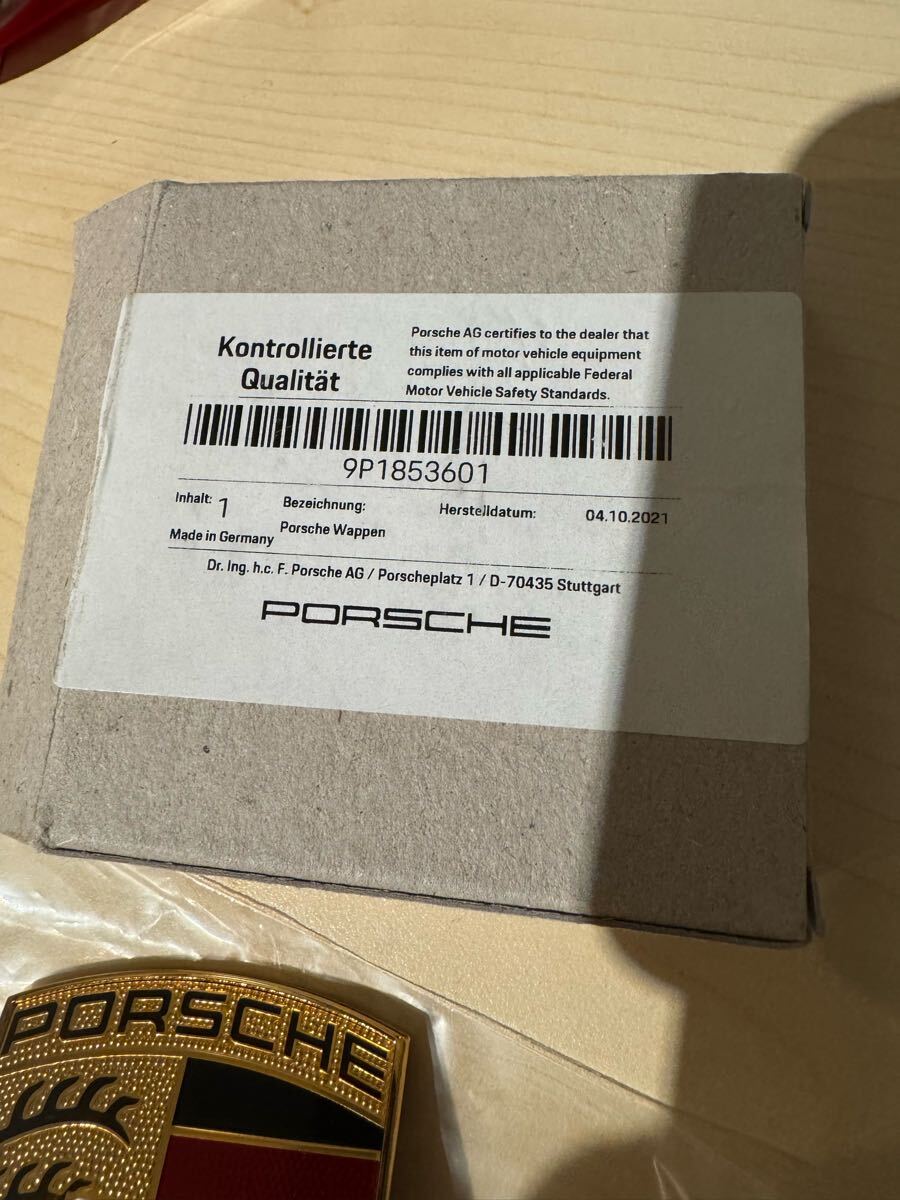 Kontrollierte
Qualität
Porsche AG certifies to the dealer that
this item of motor vehicle equipment
complies with all applicable Federal
Motor Vehicle Safety Standards.
9P1853601
Inhalt: 1
Bezeichnung:
Herstelldatum: 04.10.2021
Made in Germany
Porsche Wappen
Dr. Ing. h.c. F. Porsche AG / Porscheplatz 1 / D-70435 Stuttgart
PORSCHE
PORSCHE